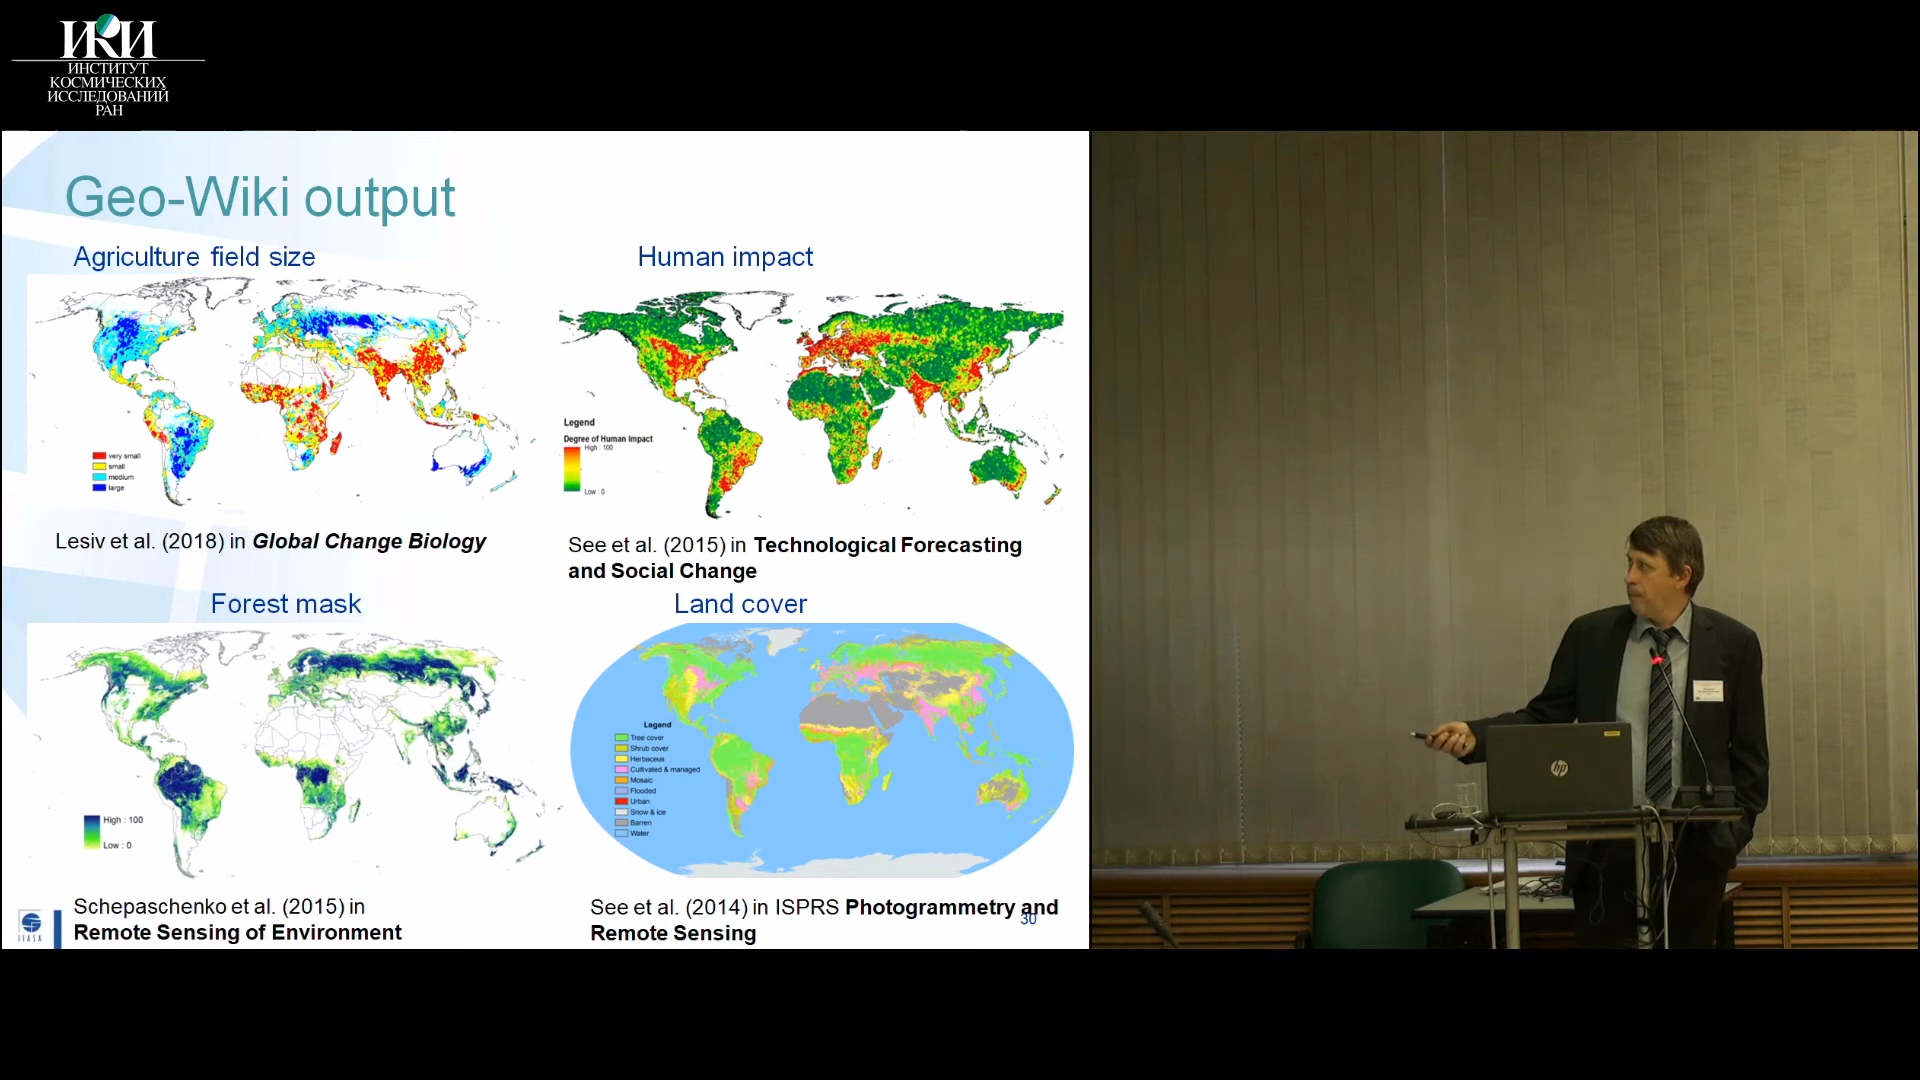 ИКИ
ИНСТИТУТ
КОСМИЧЕСКИХ
ИССЛЕДОВАНИЙ
РАН
Geo-Wiki output
Agriculture field size
very small
small
medium
large
Lesiv et al. (2018) in Global Change Biology
Human impact
Legend
Degree of Human Impact
High : 100
Low : 0
See et al. (2015) in Technological Forecasting
and Social Change
Forest mask
High : 100
Low : 0
Schepaschenko et al. (2015) in
Remote Sensing of Environment
Land cover
Legend
Tree cover
Shrub cover
Herbaceus
Cultivated & managed
Mosaic
Flooded
Urban
Snow & ice
Barren
Water
See et al. (2014) in ISPRS Photogrammetry and
Remote Sensing
30
IIASA
hp